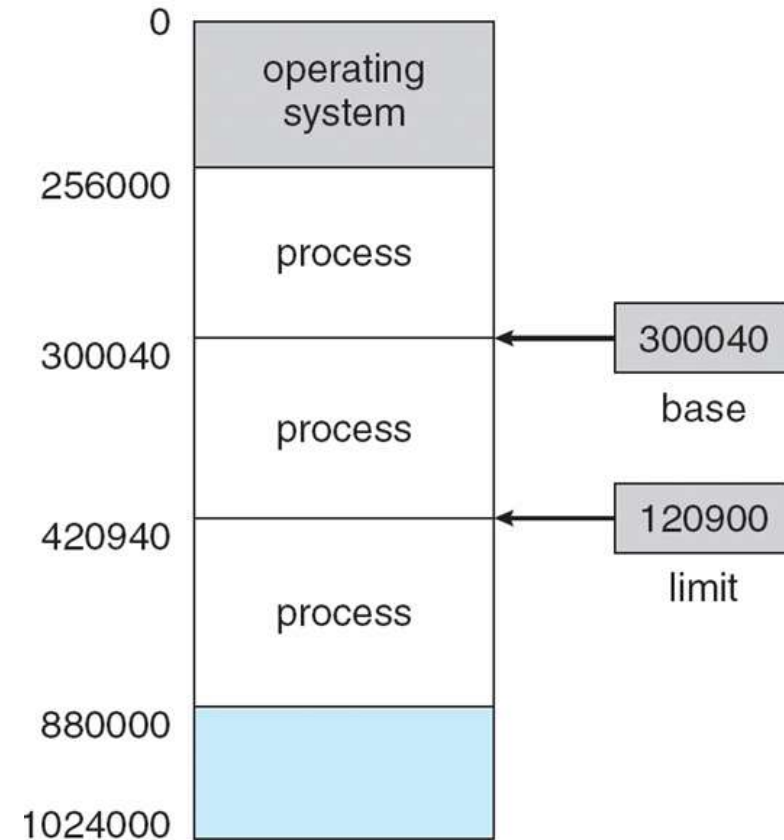 0
operating
system
256000
process
300040
300040
base
process
420940
120900
limit
process
880000
1024000